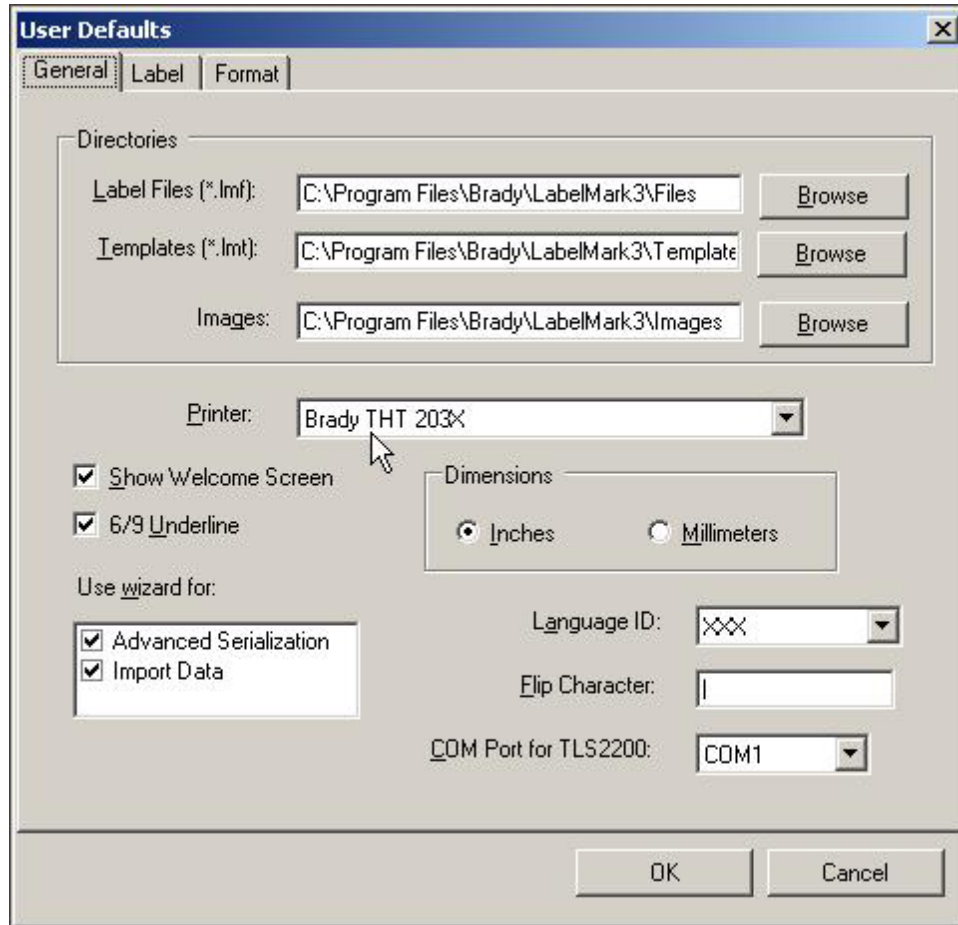 User Defaults
General Label Format
Directories
Label Files (*.lmf): C:\Program Files\Brady\LabelMark3\Files Browse
Templates (*.lmt): C:\Program Files\Brady\LabelMark3\Template Browse
Images: C:\Program Files\Brady\LabelMark3\Images Browse
Printer: Brady THT 203X
Show Welcome Screen
Dimensions
6/9 Underline
Inches Millimeters
Use wizard for:
Advanced Serialization
Import Data
Language ID: XXX
Flip Character: |
COM Port for TLS2200: COM1
OK Cancel